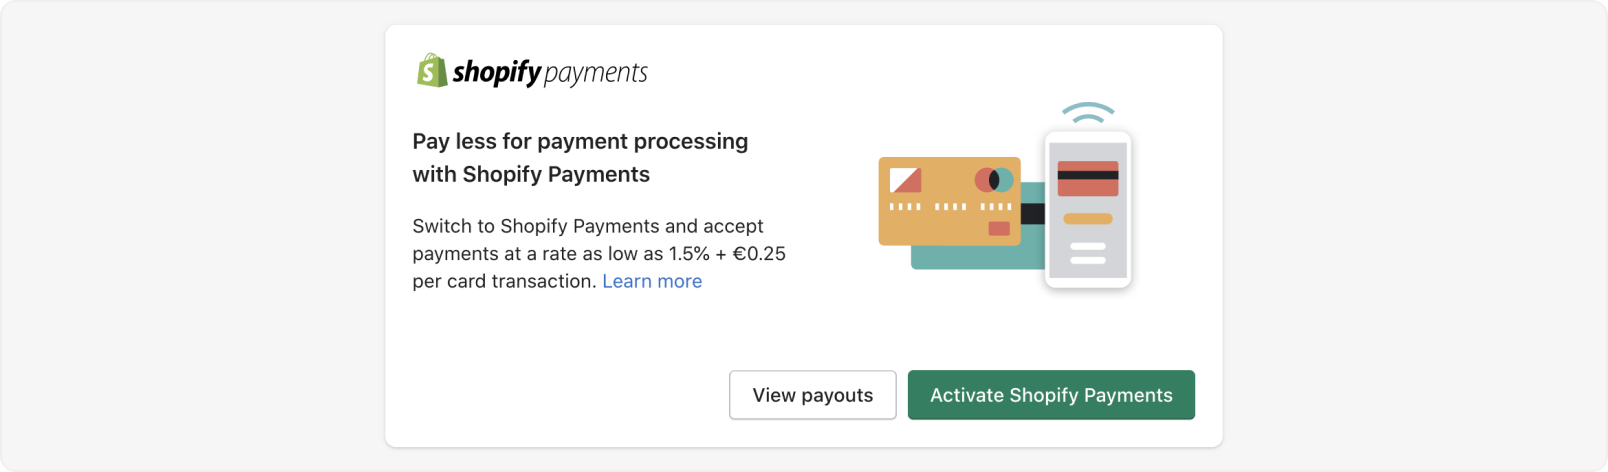 shopify payments
Pay less for payment processing
with Shopify Payments
Switch to Shopify Payments and accept
payments at a rate as low as 1.5% + €0.25
per card transaction. Learn more
View payouts
Activate Shopify Payments